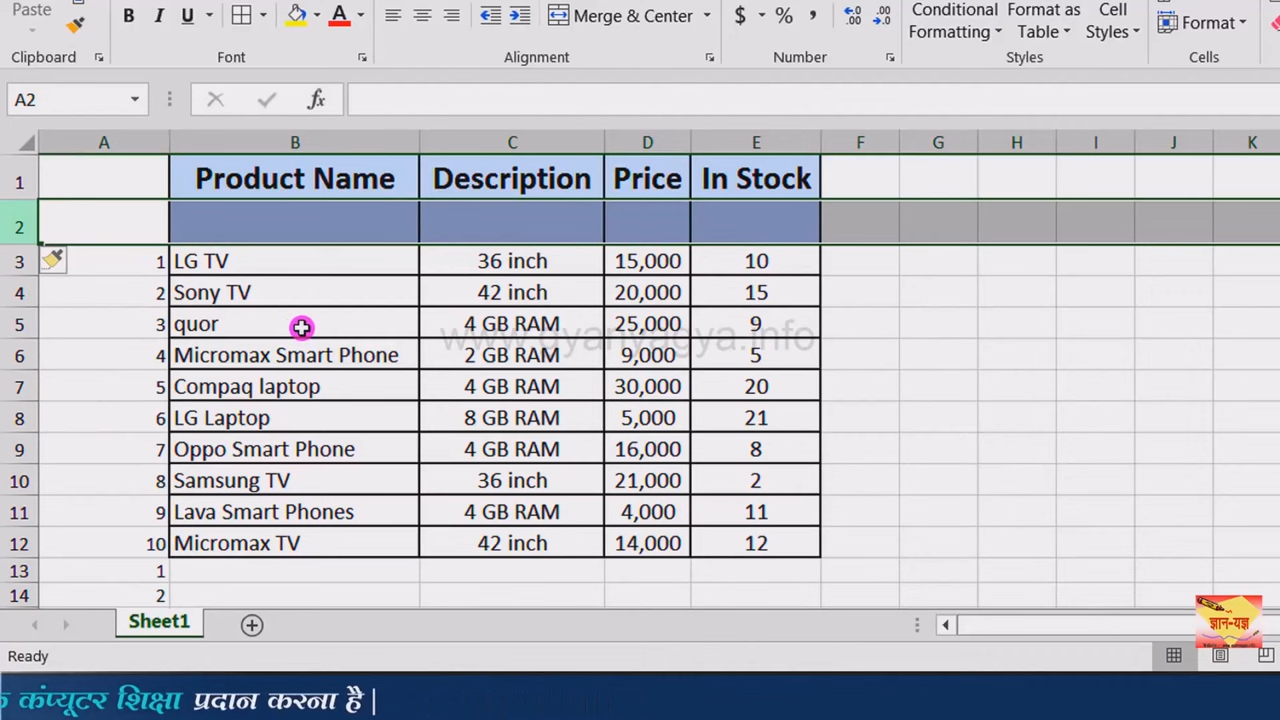 Paste B I U A Merge & Center $ % , Conditional Formatting Format as Table Cell Styles Format
Clipboard Font Alignment Number Styles Cells
A2 fx
A B C D E F G H I J K
1 Product Name Description Price In Stock
2
3 1 LG TV 36 inch 15,000 10
4 2 Sony TV 42 inch 20,000 15
5 3 quor 4 GB RAM 25,000 9
www.gyanyagya.info
6 4 Micromax Smart Phone 2 GB RAM 9,000 5
7 5 Compaq laptop 4 GB RAM 30,000 20
8 6 LG Laptop 8 GB RAM 5,000 21
9 7 Oppo Smart Phone 4 GB RAM 16,000 8
10 8 Samsung TV 36 inch 21,000 2
11 9 Lava Smart Phones 4 GB RAM 4,000 11
12 10 Micromax TV 42 inch 14,000 12
13 1
14 2
Sheet1
ज्ञान-यज्ञ
Ready
कंप्यूटर शिक्षा प्रदान करना है |